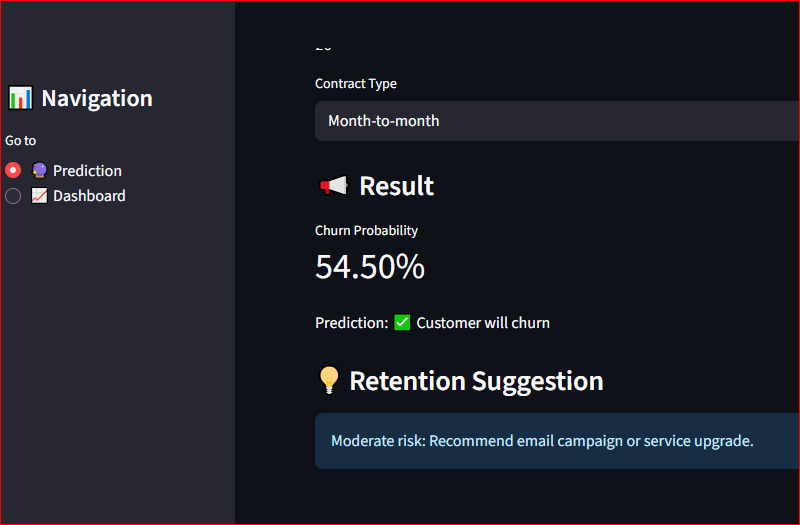 Navigation
Go to
Prediction
Dashboard
Contract Type
Month-to-month
Result
Churn Probability
54.50%
Prediction: ✅ Customer will churn
Retention Suggestion
Moderate risk: Recommend email campaign or service upgrade.